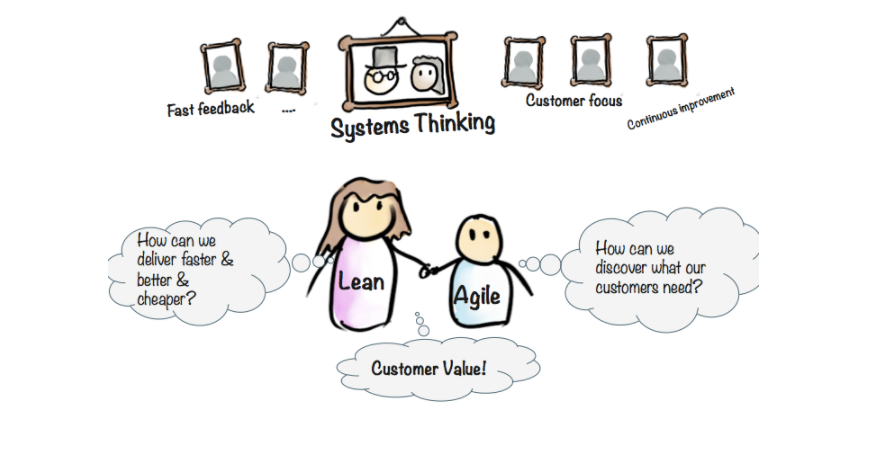 Fast feedback
....
Systems Thinking
Customer focus
Continuous improvement
How can we
deliver faster &
better &
cheaper?
Lean
Agile
How can we
discover what our
customers need?
Customer Value!